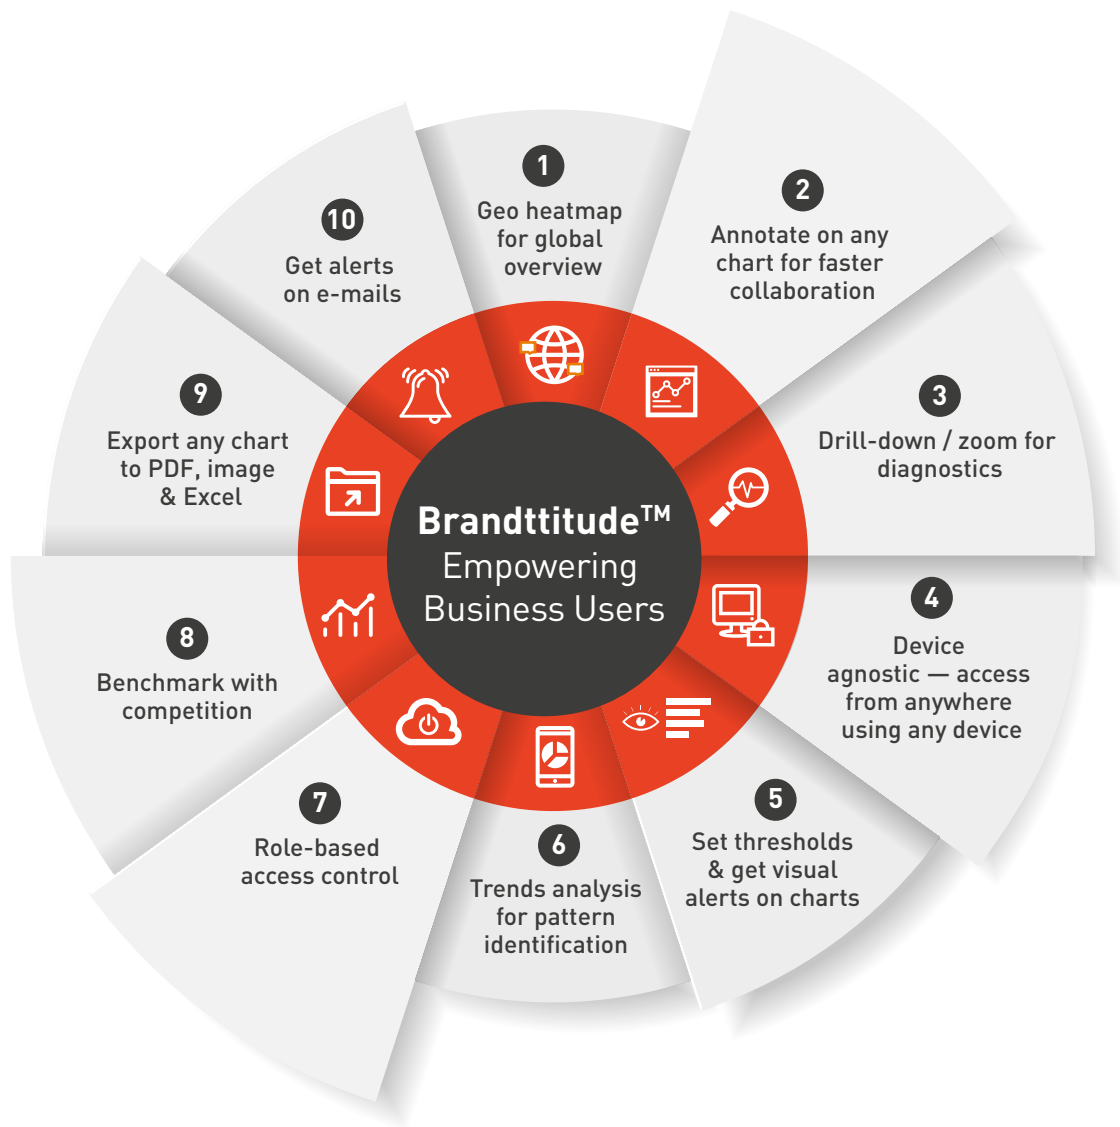 Brandttitude™
Empowering
Business Users
1
Geo heatmap
for global
overview
2
Annotate on any
chart for faster
collaboration
3
Drill-down / zoom for
diagnostics
4
Device
agnostic — access
from anywhere
using any device
5
Set thresholds
& get visual
alerts on charts
6
Trends analysis
for pattern
identification
7
Role-based
access control
8
Benchmark with
competition
9
Export any chart
to PDF, image
& Excel
10
Get alerts
on e-mails